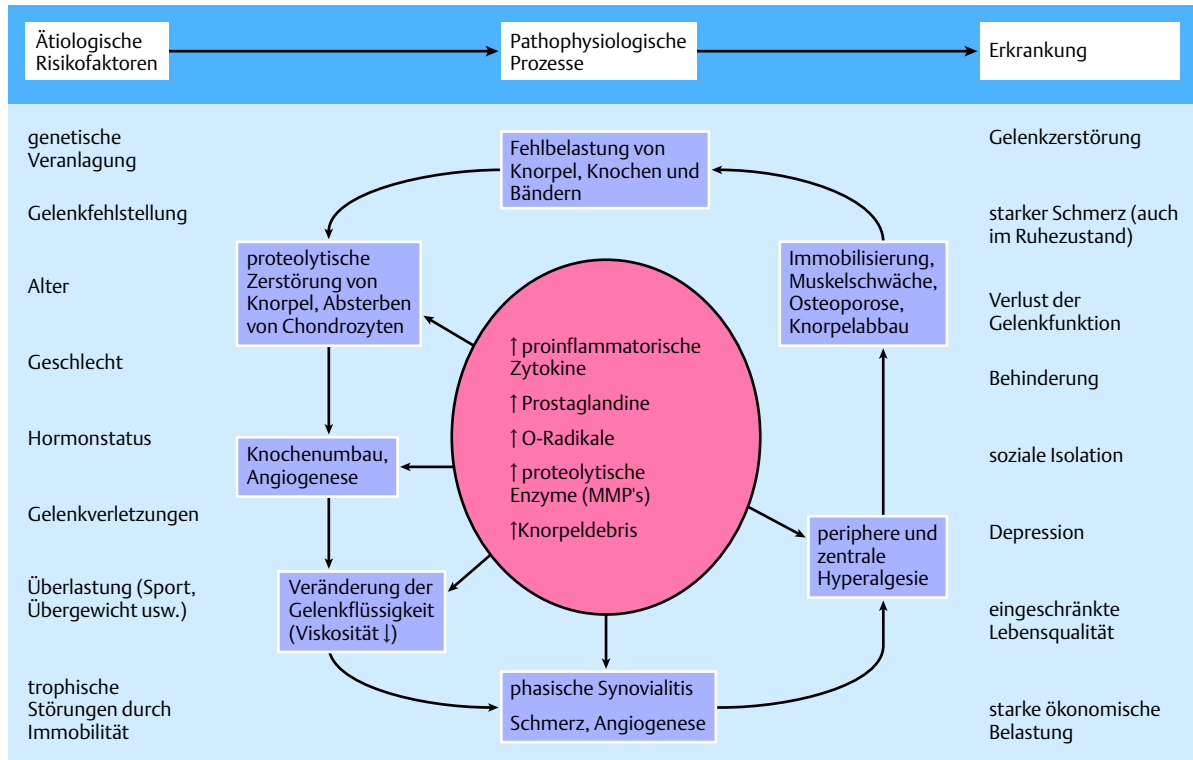 Ätiologische
Risikofaktoren
Pathophysiologische
Prozesse
Erkrankung
genetische
Veranlagung
Gelenkfehlstellung
Alter
Geschlecht
Hormonstatus
Gelenkverletzungen
Überlastung (Sport,
Übergewicht usw.)
trophische
Störungen durch
Immobilität
Fehlbelastung von
Knorpel, Knochen und
Bändern
proteolytische
Zerstörung von
Knorpel, Absterben
von Chondrozyten
Knochenumbau,
Angiogenese
Veränderung der
Gelenkflüssigkeit
(Viskosität ↓)
phasische Synovialitis
Schmerz, Angiogenese
↑ proinflammatorische
Zytokine
↑ Prostaglandine
↑ O-Radikale
↑ proteolytische
Enzyme (MMP's)
↑Knorpeldebris
periphere und
zentrale
Hyperalgesie
Immobilisierung,
Muskelschwäche,
Osteoporose,
Knorpelabbau
Gelenkzerstörung
starker Schmerz (auch
im Ruhezustand)
Verlust der
Gelenkfunktion
Behinderung
soziale Isolation
Depression
eingeschränkte
Lebensqualität
starke ökonomische
Belastung